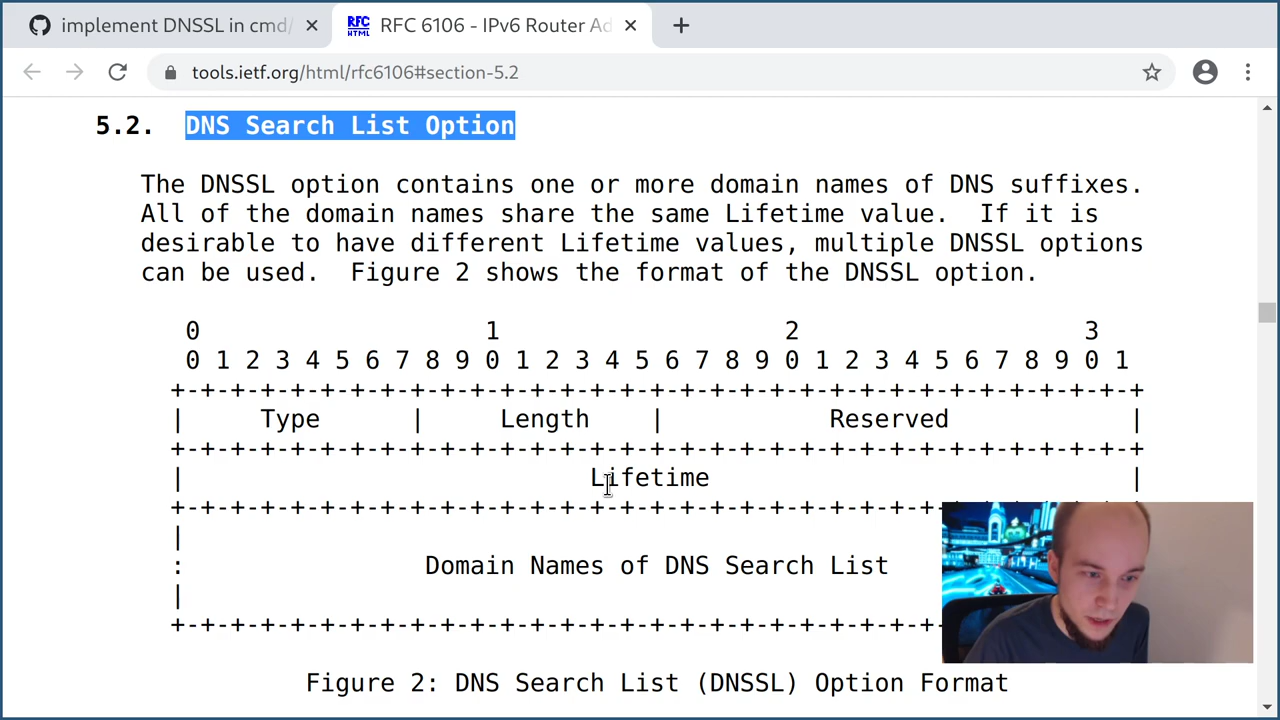 implement DNSSL in cmd/
RFC HTML
RFC 6106 - IPv6 Router Ad
tools.ietf.org/html/rfc6106#section-5.2
5.2. DNS Search List Option
The DNSSL option contains one or more domain names of DNS suffixes.
All of the domain names share the same Lifetime value. If it is
desirable to have different Lifetime values, multiple DNSSL options
can be used. Figure 2 shows the format of the DNSSL option.
0 1 2 3
0 1 2 3 4 5 6 7 8 9 0 1 2 3 4 5 6 7 8 9 0 1 2 3 4 5 6 7 8 9 0 1
+-+-+-+-+-+-+-+-+-+-+-+-+-+-+-+-+-+-+-+-+-+-+-+-+-+-+-+-+-+-+-+-+
| Type | Length | Reserved |
+-+-+-+-+-+-+-+-+-+-+-+-+-+-+-+-+-+-+-+-+-+-+-+-+-+-+-+-+-+-+-+-+
| Lifetime |
+-+-+-+-+-+-+-+-+-+-+-+-+-+-+-+-+-+-+-+-+-+-+-+-+-+-+-+-+-+-+-+-+
|
: Domain Names of DNS Search List
|
+-+-+-+-+-+-+-+-+-+-+-+-+-+-+-+-+-+-+-+-+-+-+-+-+-+-+
Figure 2: DNS Search List (DNSSL) Option Format